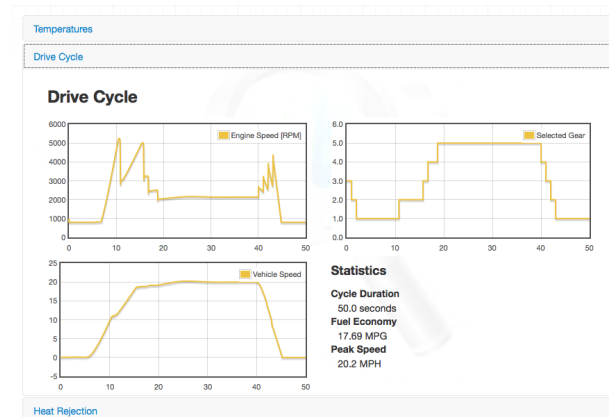 Temperatures
Drive Cycle
Drive Cycle
6000
5000
4000
3000
2000
1000
0
Engine Speed [RPM]
0 10 20 30 40 50
6.0
5.0
4.0
3.0
2.0
1.0
0.0
Selected Gear
0 10 20 30 40 50
25
20
15
10
5
0
-5
Vehicle Speed
0 10 20 30 40 50
Statistics
Cycle Duration
50.0 seconds
Fuel Economy
17.69 MPG
Peak Speed
20.2 MPH
Heat Rejection